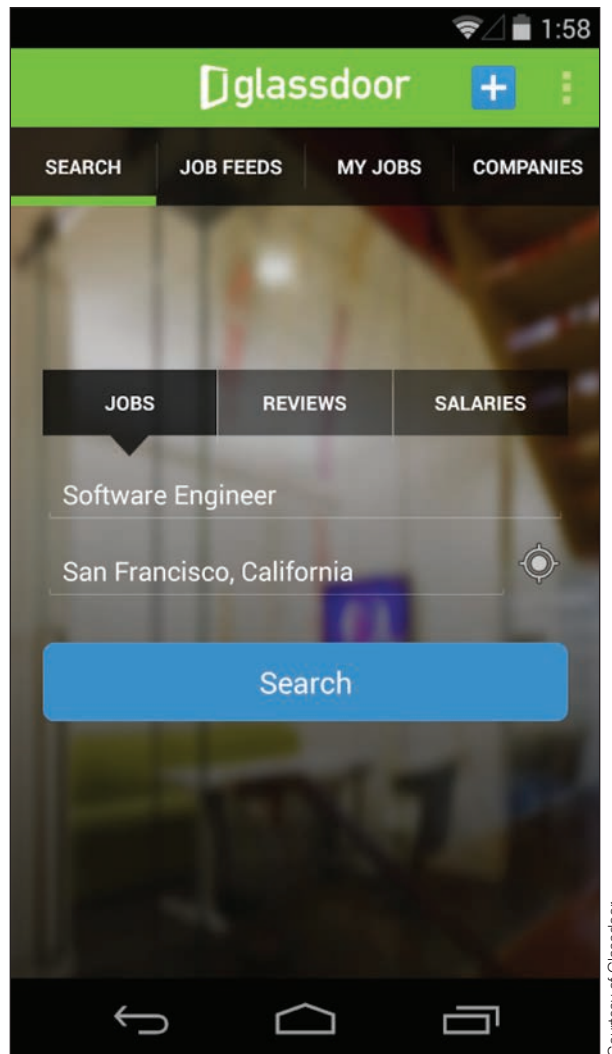 1:58
glassdoor
SEARCH JOB FEEDS MY JOBS COMPANIES
JOBS REVIEWS SALARIES
Software Engineer
San Francisco, California
Search
Courtesy of Glassdoor